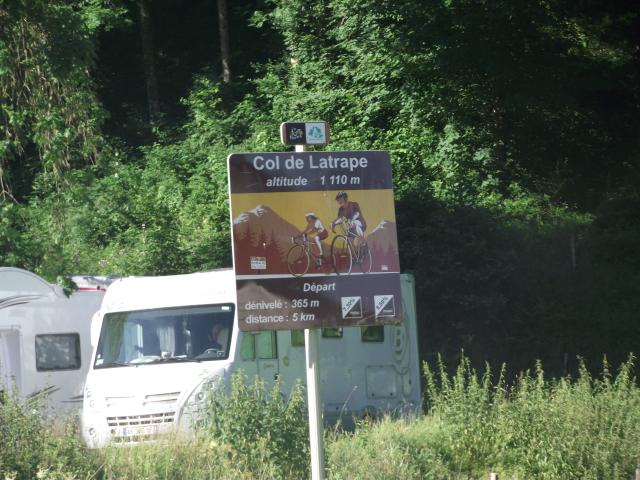 Col de Latrape
altitude 1 110 m
Départ
dénivelé : 365 m
distance : 5 km